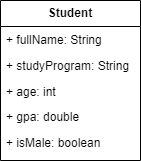 Student
+ fullName: String
+ studyProgram: String
+ age: int
+ gpa: double
+ isMale: boolean